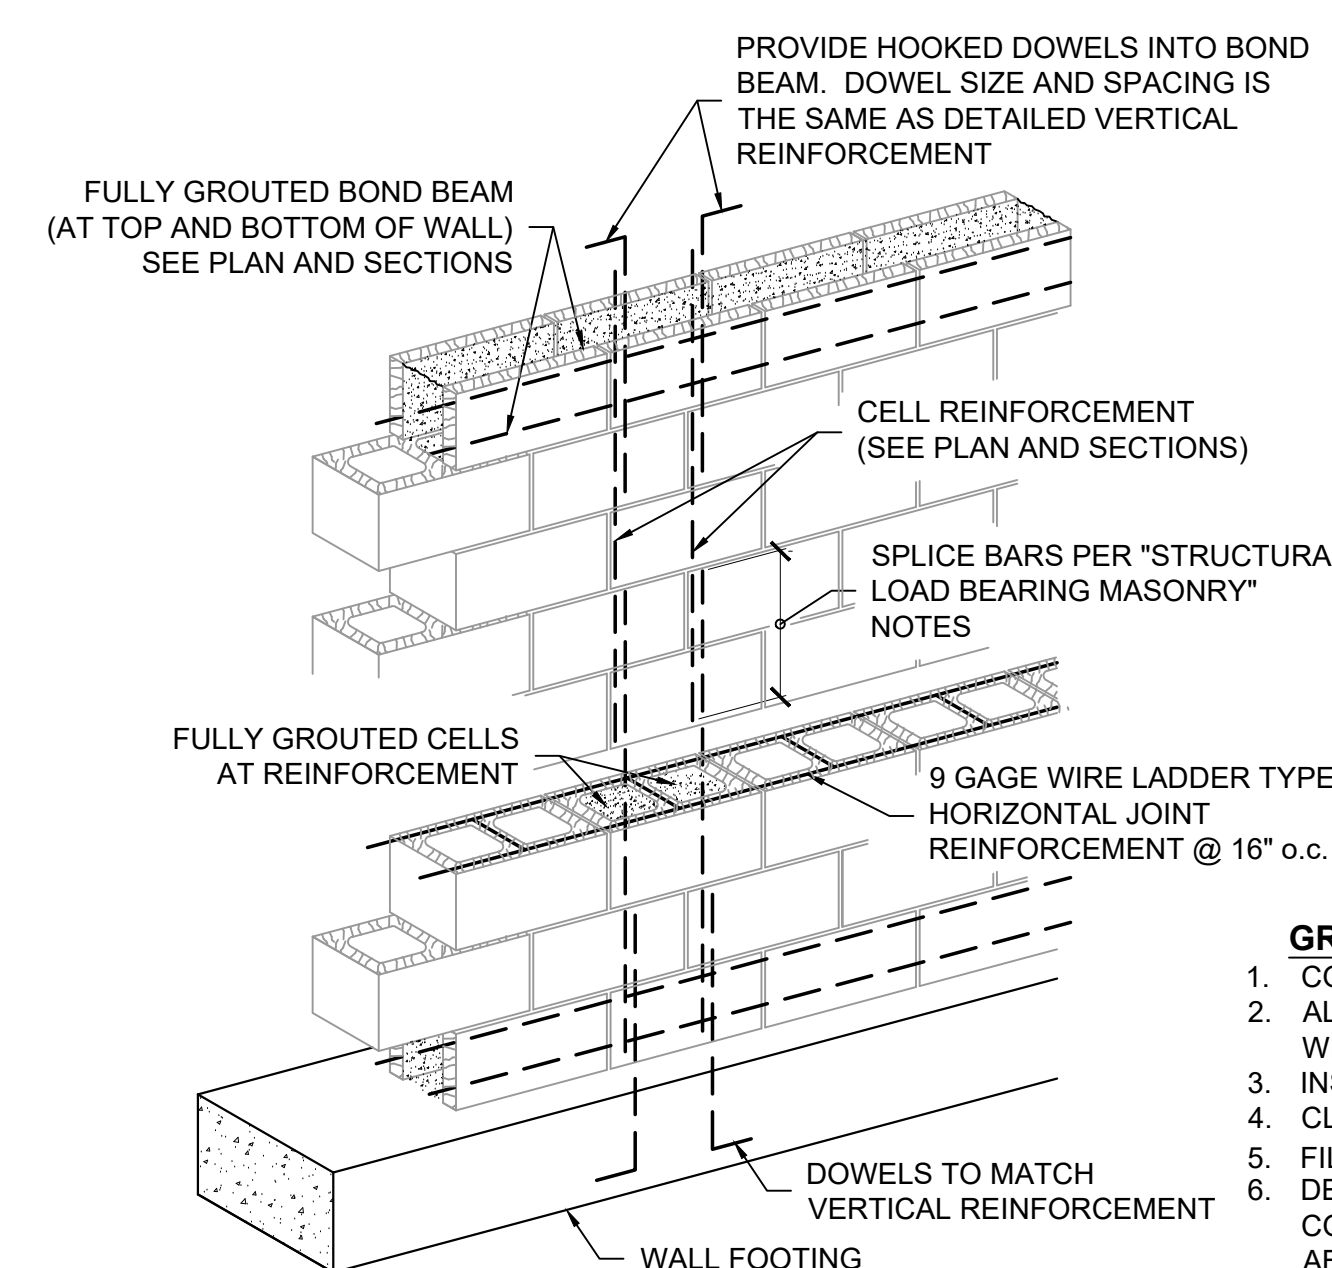 PROVIDE HOOKED DOWELS INTO BOND
BEAM. DOWEL SIZE AND SPACING IS
THE SAME AS DETAILED VERTICAL
REINFORCEMENT
FULLY GROUTED BOND BEAM
(AT TOP AND BOTTOM OF WALL)
SEE PLAN AND SECTIONS
CELL REINFORCEMENT
(SEE PLAN AND SECTIONS)
SPLICE BARS PER "STRUCTURA
LOAD BEARING MASONRY"
NOTES
FULLY GROUTED CELLS
AT REINFORCEMENT
9 GAGE WIRE LADDER TYPE
HORIZONTAL JOINT
REINFORCEMENT @ 16" o.c.
DOWELS TO MATCH
VERTICAL REINFORCEMENT
WALL FOOTING
GR
1. CO
2. AL
W
3. INS
4. CL
5. FIL
6. DE
CO